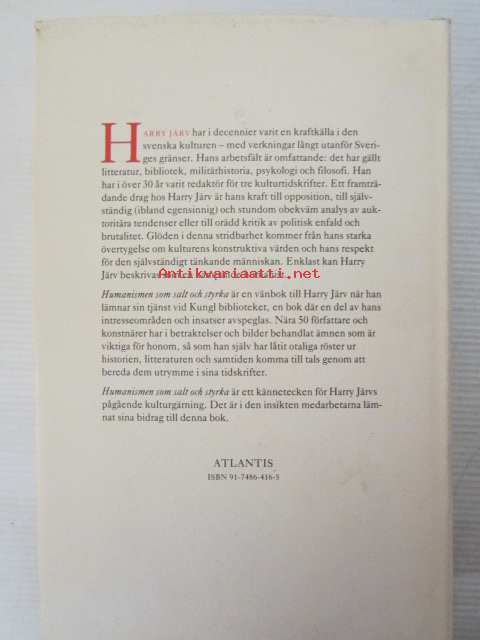 HARRY JÄRV har i decennier varit en kraftkälla i den
svenska kulturen – med verkningar långt utanför Sveri-
ges gränser. Hans arbetsfält är omfattande: det har gällt
litteratur, bibliotek, militärhistoria, psykologi och filosofi. Han
har i över 30 år varit redaktör för tre kulturtidskrifter. Ett framträ-
dande drag hos Harry Järv är hans kraft till opposition, till själv-
ständig (ibland egensinnig) och stundom obekväm analys av auk-
toritära tendenser eller till orädd kritik av politisk enfald och
brutalitet. Glöden i denna stridbarhet kommer från hans starka
övertygelse om kulturens konstruktiva värden och hans respekt
för den självständigt tänkande människan. Enklast kan Harry
Järv beskrivas som en
Antikvariaatti.net
Humanismen som salt och styrka är en vänbok till Harry Järv när han
lämnar sin tjänst vid Kungl biblioteket, en bok där en del av hans
intresseområden och insatser avspeglas. Nära 50 författare och
konstnärer har i betraktelser och bilder behandlat ämnen som är
viktiga för honom, så som han själv har låtit otaliga röster ur
historien, litteraturen och samtiden komma till tals genom att
bereda dem utrymme i sina tidskrifter.
Humanismen som salt och styrka är ett kännetecken för Harry Järvs
pågående kulturgärning. Det är i den insikten medarbetarna läm-
nat sina bidrag till denna bok.
ATLANTIS
ISBN 91-7486-416-5